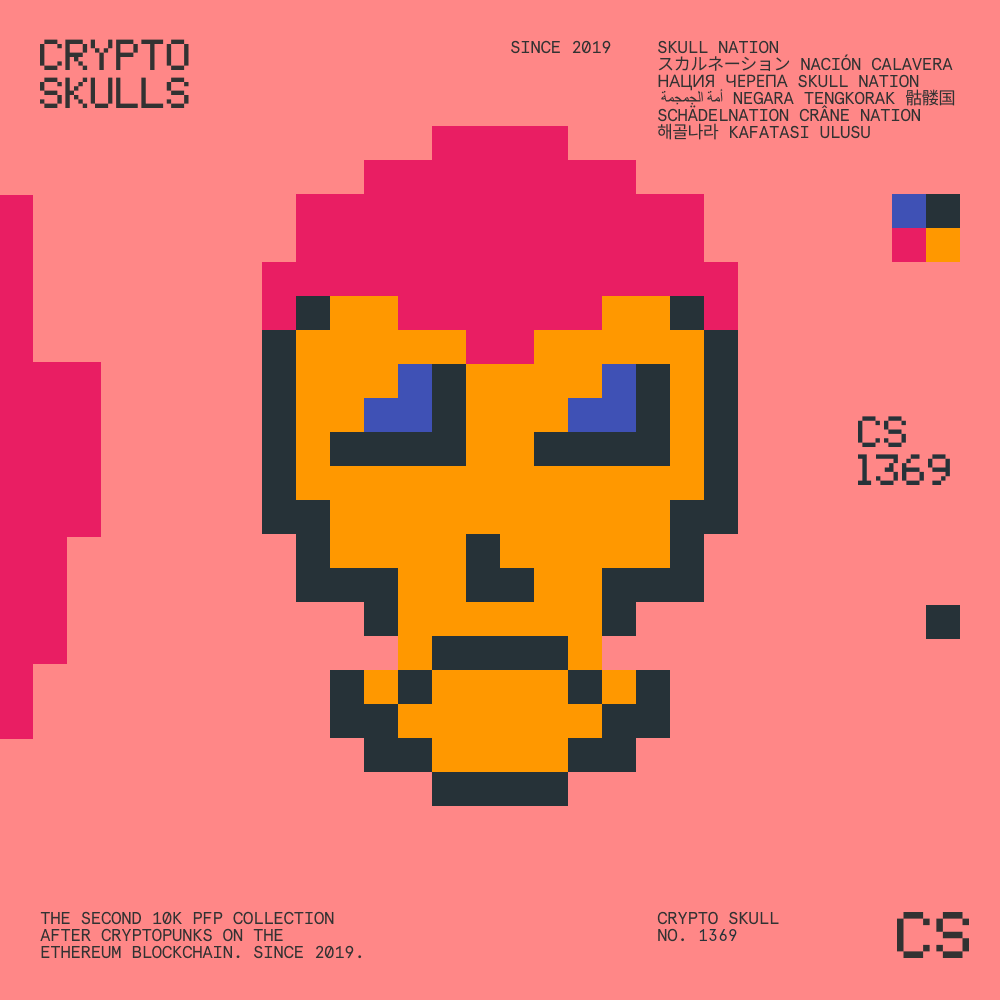 CRYPTO
SKULLS
SINCE 2019
SKULL NATION
スカルネーション NACIÓN CALAVERA
НАЦИЯ ЧЕРЕПА SKULL NATION
أمة الجمجمة NEGARA TENGKORAK 骷髅国
SCHÄDELNATION CRÂNE NATION
해골나라 KAFATASI ULUSU
CS
1369
THE SECOND 10K PFP COLLECTION
AFTER CRYPTOPUNKS ON THE
ETHEREUM BLOCKCHAIN. SINCE 2019.
CRYPTO SKULL
NO. 1369
CS